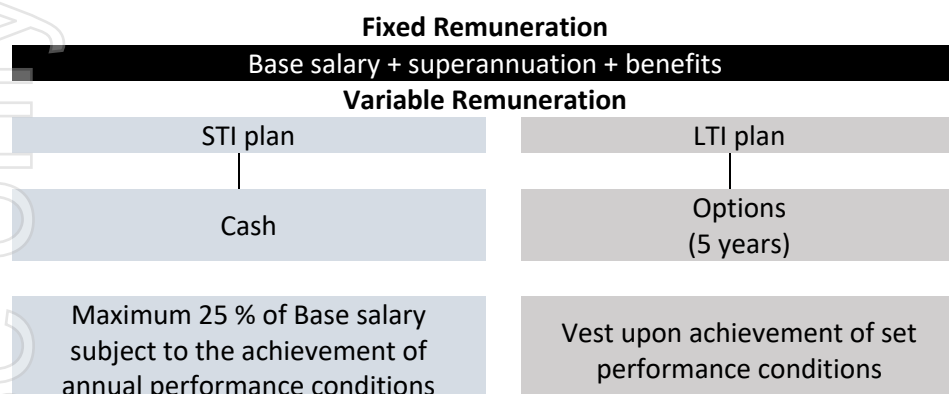 Fixed Remuneration
Base salary + superannuation + benefits
Variable Remuneration
STI plan
LTI plan
Cash
Options
(5 years)
Maximum 25 % of Base salary
subject to the achievement of
annual performance conditions
Vest upon achievement of set
performance conditions